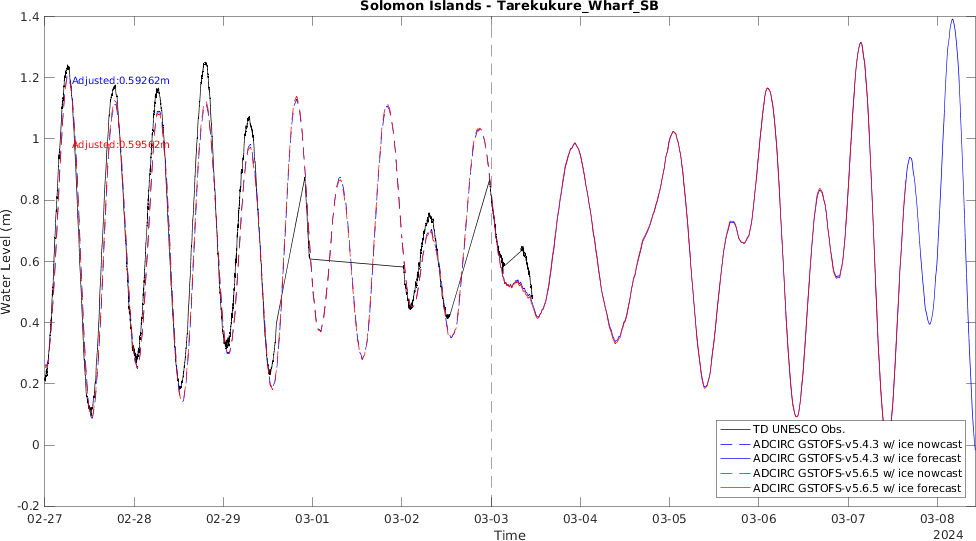 Solomon Islands - Tarekukure_Wharf_SB
1.4
1.2
1
0.8
0.6
0.4
0.2
0
-0.2
Water Level (m)
Adjusted:0.59262m
Adjusted:0.59562m
TD UNESCO Obs.
ADCIRC GSTOFS-v5.4.3 w/ ice nowcast
ADCIRC GSTOFS-v5.4.3 w/ ice forecast
ADCIRC GSTOFS-v5.6.5 w/ ice nowcast
ADCIRC GSTOFS-v5.6.5 w/ ice forecast
02-27 02-28 02-29 03-01 03-02 03-03 03-04 03-05 03-06 03-07 03-08
Time
2024